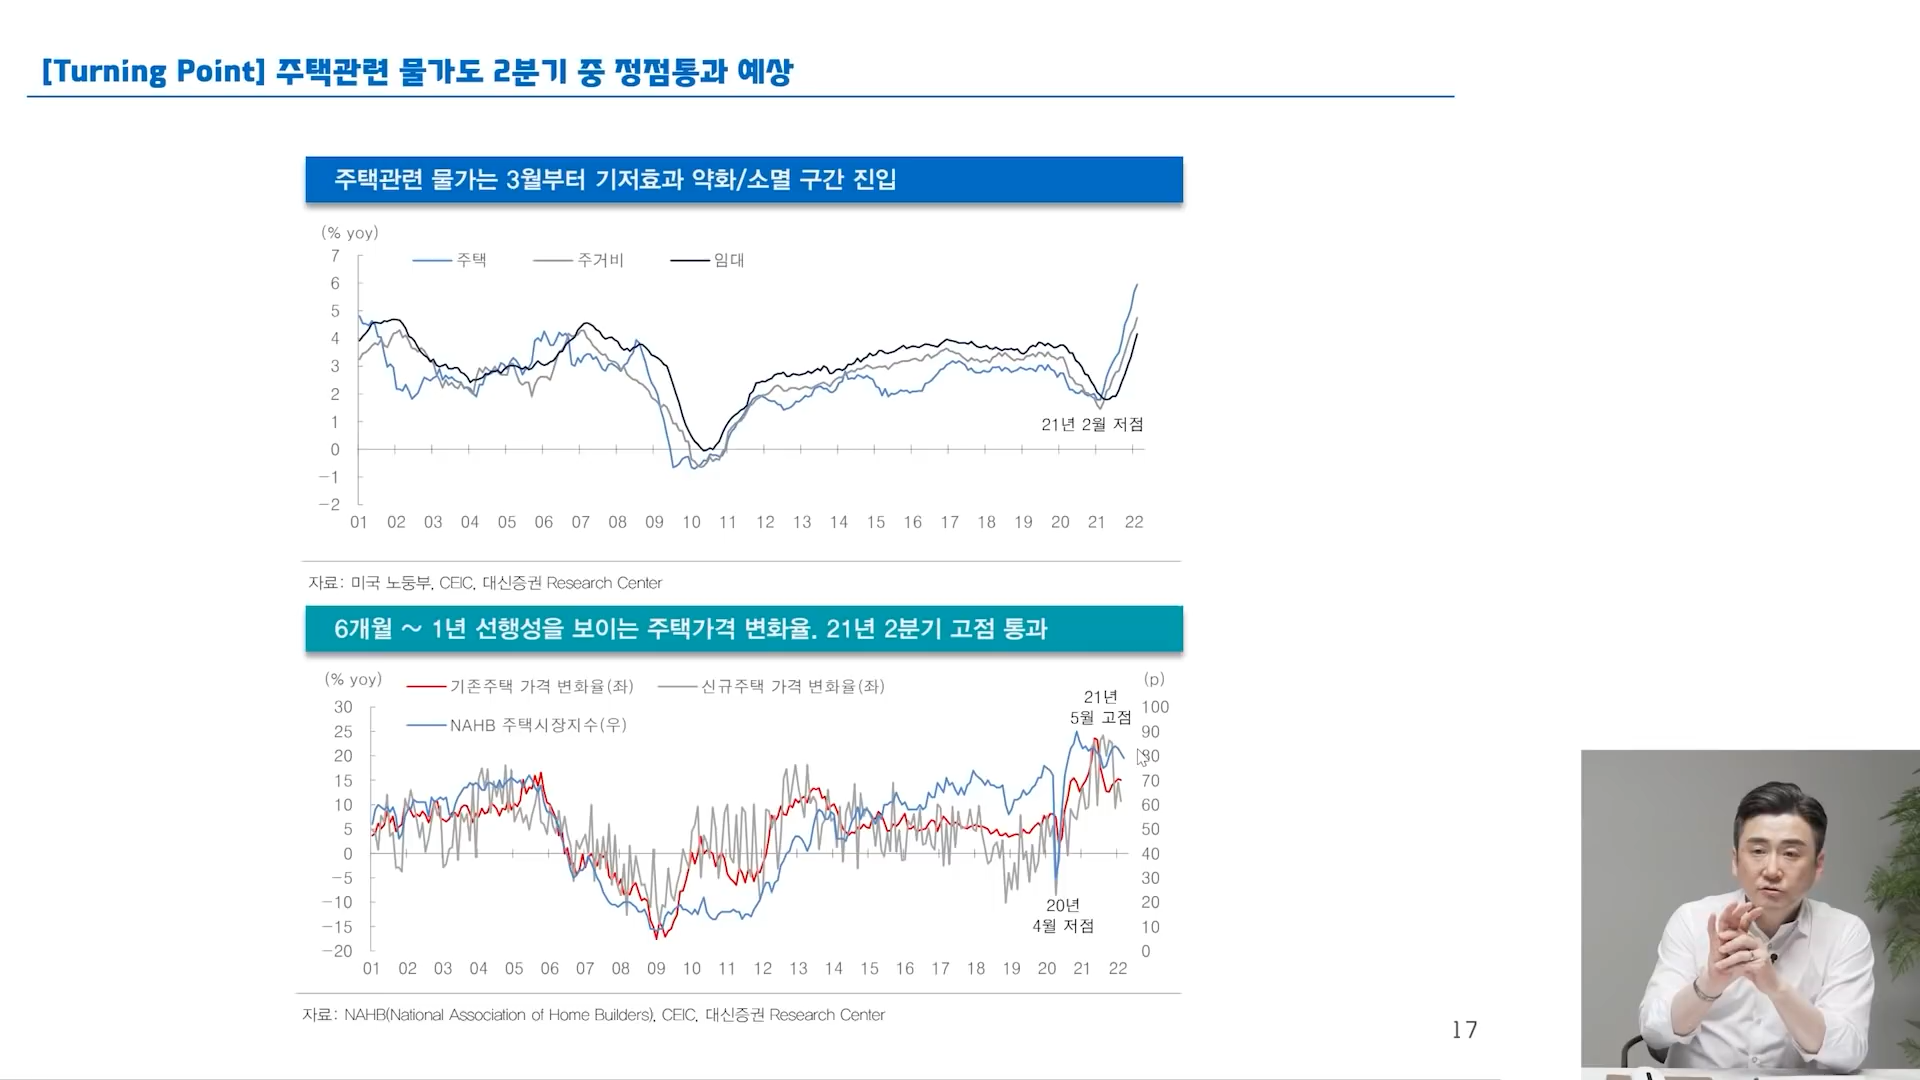 [Turning Point] 주택관련 물가도 2분기 중 정점통과 예상
주택관련 물가는 3월부터 기저효과 약화/소멸 구간 진입
(% yoy)
주택 주거비 임대
7
6
5
4
3
2
1
0
-1
-2
21년 2월 저점
01 02 03 04 05 06 07 08 09 10 11 12 13 14 15 16 17 18 19 20 21 22
자료: 미국 노동부, CEIC, 대신증권 Research Center
6개월 ~ 1년 선행성을 보이는 주택가격 변화율. 21년 2분기 고점 통과
(% yoy)
(p)
기존주택 가격 변화율(좌) 신규주택 가격 변화율(좌)
NAHB 주택시장지수(우)
21년
5월 고점
30
25
20
15
10
5
0
-5
-10
-15
-20
100
90
80
70
60
50
40
30
20
10
0
20년
4월 저점
01 02 03 04 05 06 07 08 09 10 11 12 13 14 15 16 17 18 19 20 21 22
자료: NAHB(National Association of Home Builders), CEIC, 대신증권 Research Center
17